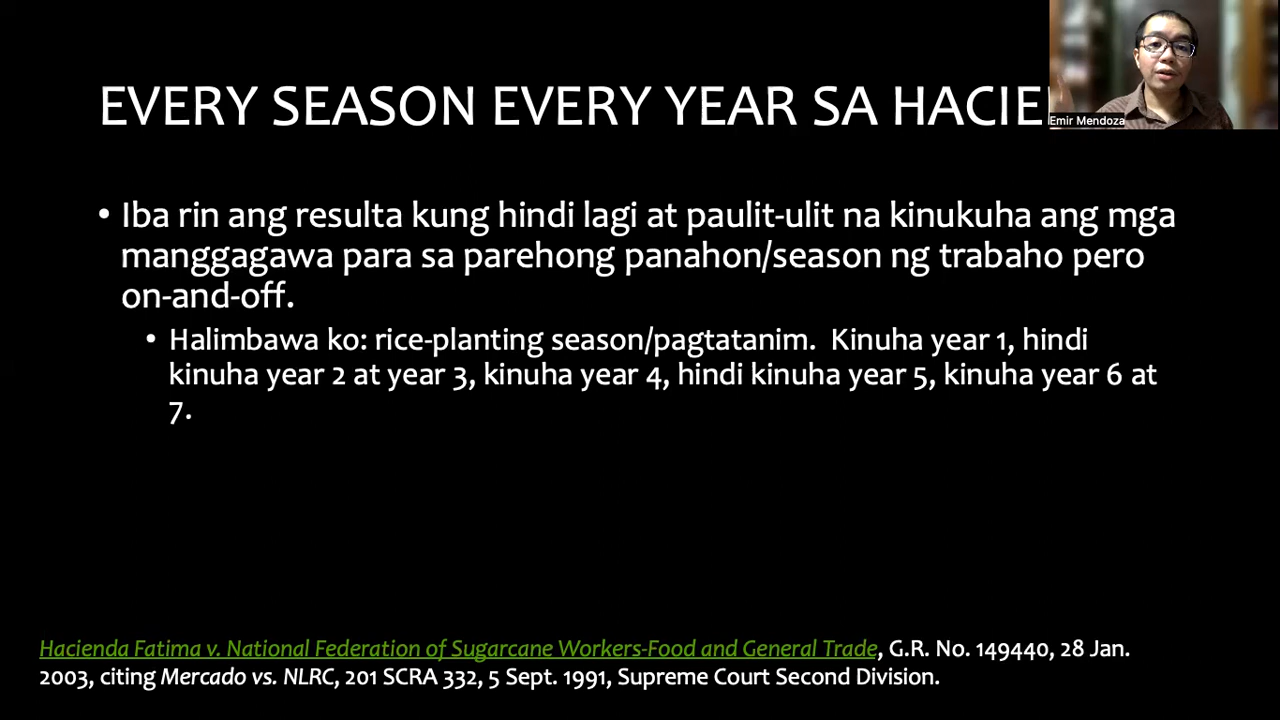 EVERY SEASON EVERY YEAR SA HACIE
Emir Mendoza
• Iba rin ang resulta kung hindi lagi at paulit-ulit na kinukuha ang mga
manggagawa para sa parehong panahon/season ng trabaho pero
on-and-off.
• Halimbawa ko: rice-planting season/pagtatanim. Kinuha year 1, hindi
kinuha year 2 at year 3, kinuha year 4, hindi kinuha year 5, kinuha year 6 at
7.
Hacienda Fatima v. National Federation of Sugarcane Workers-Food and General Trade, G.R. No. 149440, 28 Jan.
2003, citing Mercado vs. NLRC, 201 SCRA 332, 5 Sept. 1991, Supreme Court Second Division.